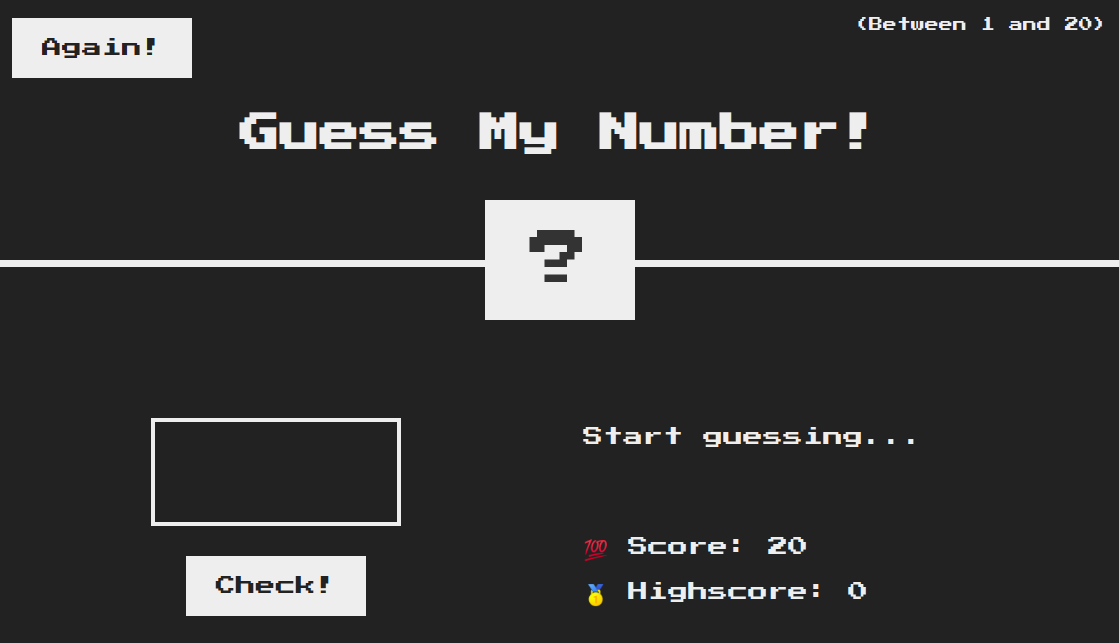 Again!
(Between 1 and 20)
Guess My Number!
?
Start guessing...
💯 Score: 20
Check!
🥇 Highscore: 0